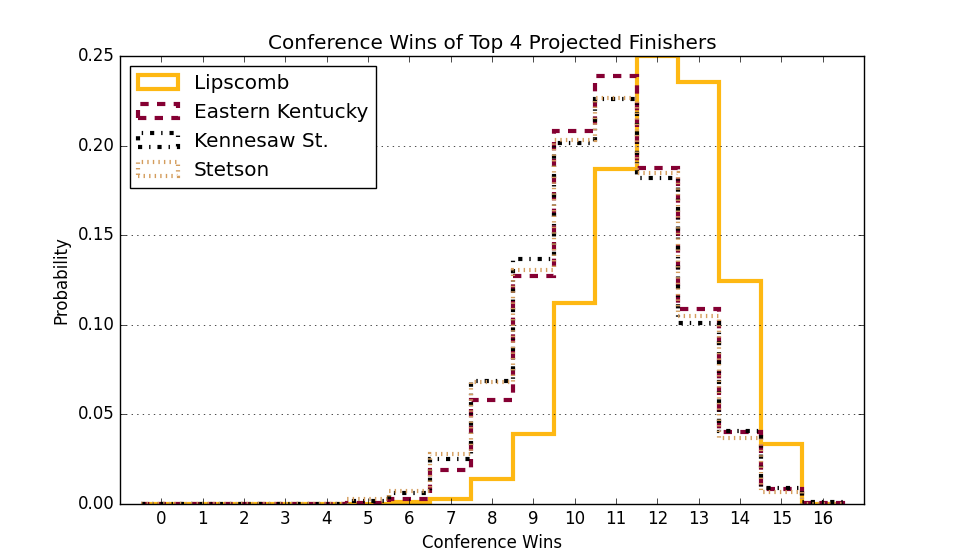 Conference Wins of Top 4 Projected Finishers
Lipscomb
Eastern Kentucky
Kennesaw St.
Stetson
0.25
0.20
0.15
0.10
0.05
0.00
Probability
0 1 2 3 4 5 6 7 8 9 10 11 12 13 14 15 16
Conference Wins